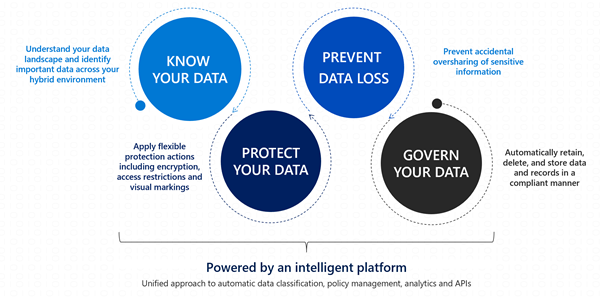 Understand your data
landscape and identify
important data across your
hybrid environment
KNOW
YOUR DATA
Apply flexible
protection actions
including encryption,
access restrictions and
visual markings
PROTECT
YOUR DATA
PREVENT
DATA LOSS
Prevent accidental
oversharing of sensitive
information
GOVERN
YOUR DATA
Automatically retain,
delete, and store data
and records in a
compliant manner
Powered by an intelligent platform
Unified approach to automatic data classification, policy management, analytics and APIs